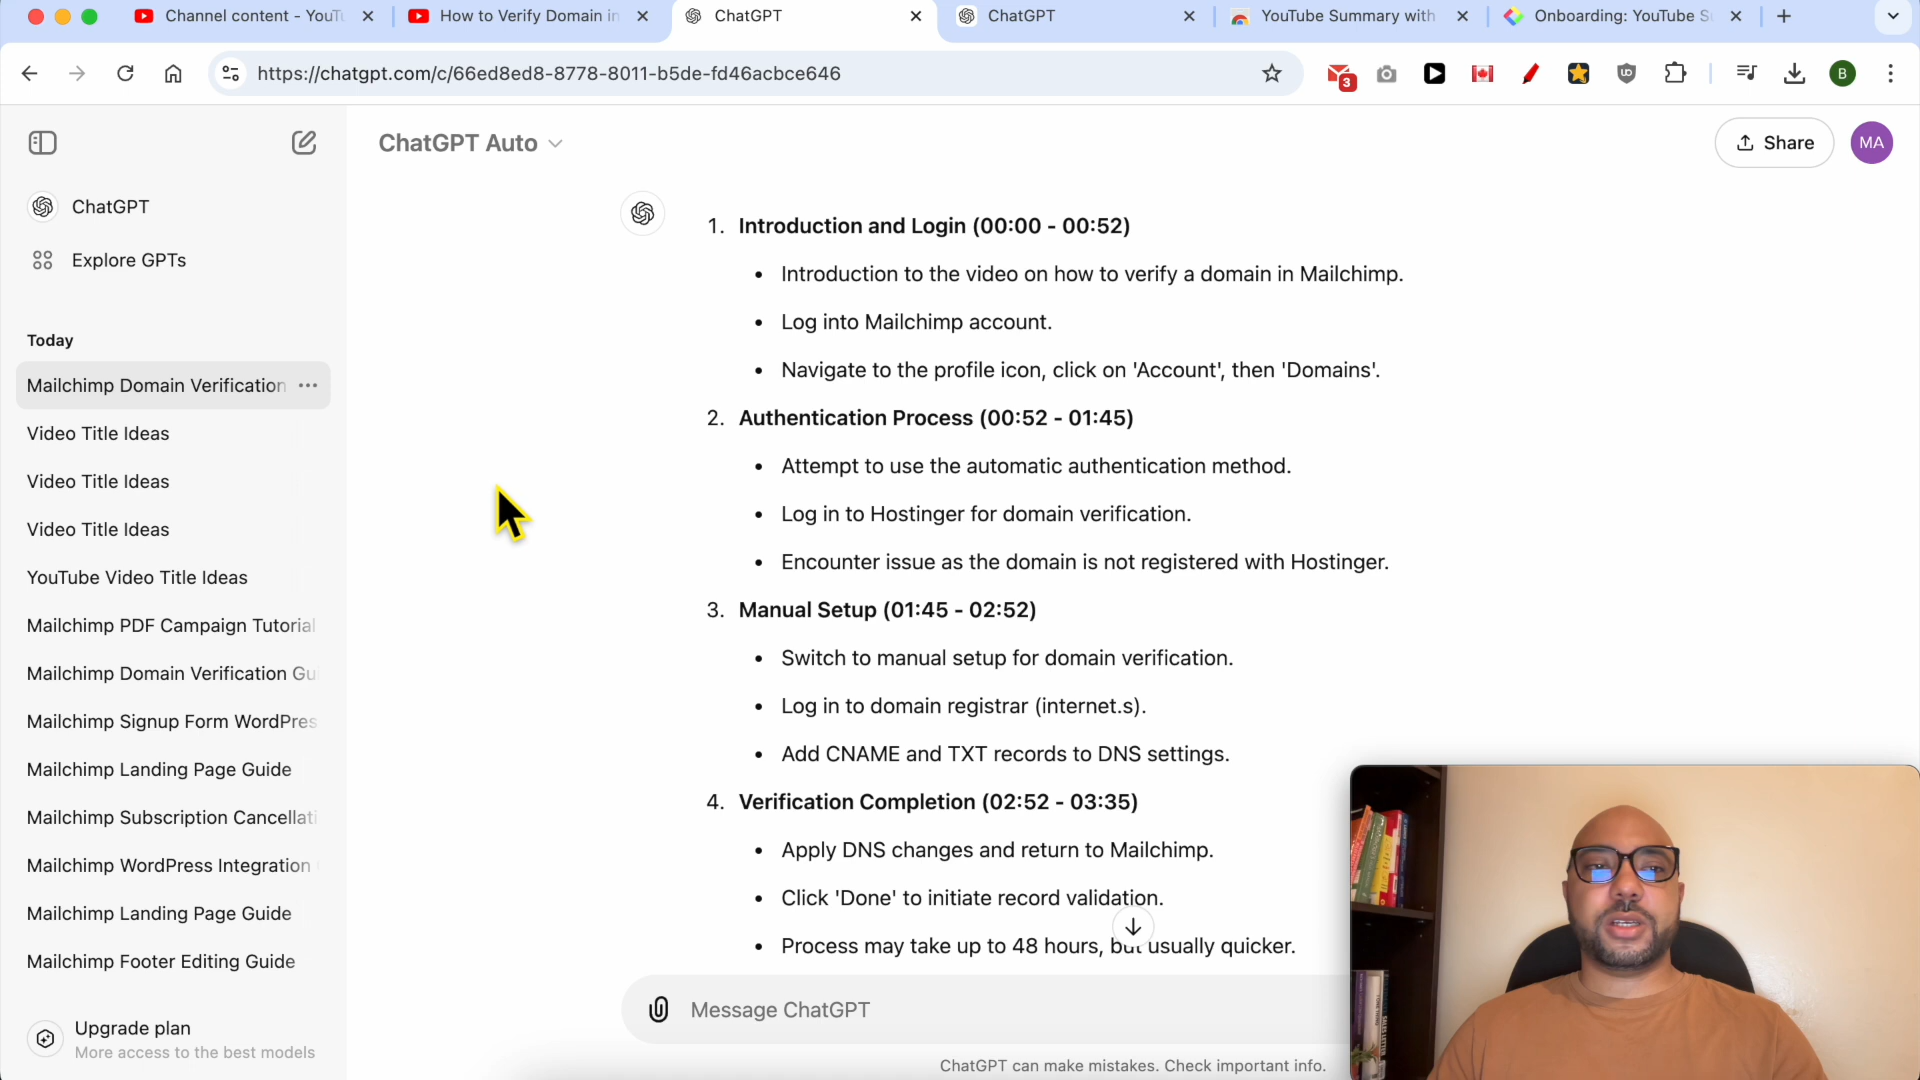 Channel content - YouTu
How to Verify Domain in
ChatGPT
ChatGPT
YouTube Summary with
Onboarding: YouTube Su
https://chatgpt.com/c/66ed8ed8-8778-8011-b5de-fd46acbce646
3
B
ChatGPT Auto
Share
MA
ChatGPT
Explore GPTs
Today
Mailchimp Domain Verification
Video Title Ideas
Video Title Ideas
Video Title Ideas
YouTube Video Title Ideas
Mailchimp PDF Campaign Tutorial
Mailchimp Domain Verification Gui
Mailchimp Signup Form WordPres
Mailchimp Landing Page Guide
Mailchimp Subscription Cancellati
Mailchimp WordPress Integration
Mailchimp Landing Page Guide
Mailchimp Footer Editing Guide
Upgrade plan
More access to the best models
1. Introduction and Login (00:00 - 00:52)
• Introduction to the video on how to verify a domain in Mailchimp.
• Log into Mailchimp account.
• Navigate to the profile icon, click on 'Account', then 'Domains'.
2. Authentication Process (00:52 - 01:45)
• Attempt to use the automatic authentication method.
• Log in to Hostinger for domain verification.
• Encounter issue as the domain is not registered with Hostinger.
3. Manual Setup (01:45 - 02:52)
• Switch to manual setup for domain verification.
• Log in to domain registrar (internet.s).
• Add CNAME and TXT records to DNS settings.
4. Verification Completion (02:52 - 03:35)
• Apply DNS changes and return to Mailchimp.
• Click 'Done' to initiate record validation.
• Process may take up to 48 hours, but usually quicker.
Message ChatGPT
ChatGPT can make mistakes. Check important info.